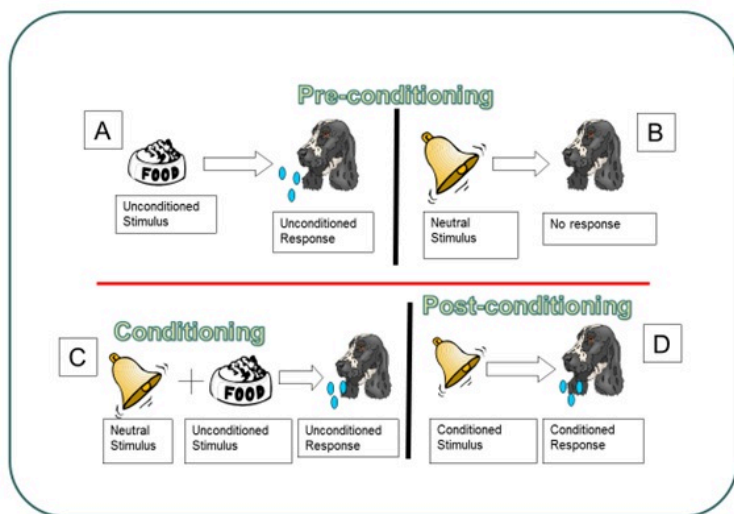 Pre-conditioning
A
FOOD
Unconditioned
Stimulus
Unconditioned
Response
B
Neutral
Stimulus
No response
Conditioning
C
FOOD
Neutral
Stimulus
Unconditioned
Stimulus
Unconditioned
Response
Post-conditioning
D
Conditioned
Stimulus
Conditioned
Response